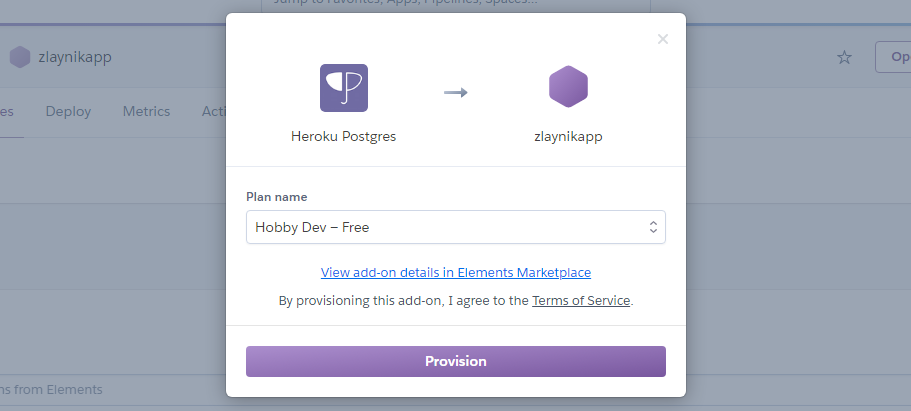 Jump to Favorites, Apps, Pipelines, Spaces...
zlaynikapp
es Deploy Metrics Acti
Heroku Postgres
zlaynikapp
Plan name
Hobby Dev – Free
View add-on details in Elements Marketplace
By provisioning this add-on, I agree to the Terms of Service.
Provision
ns from Elements